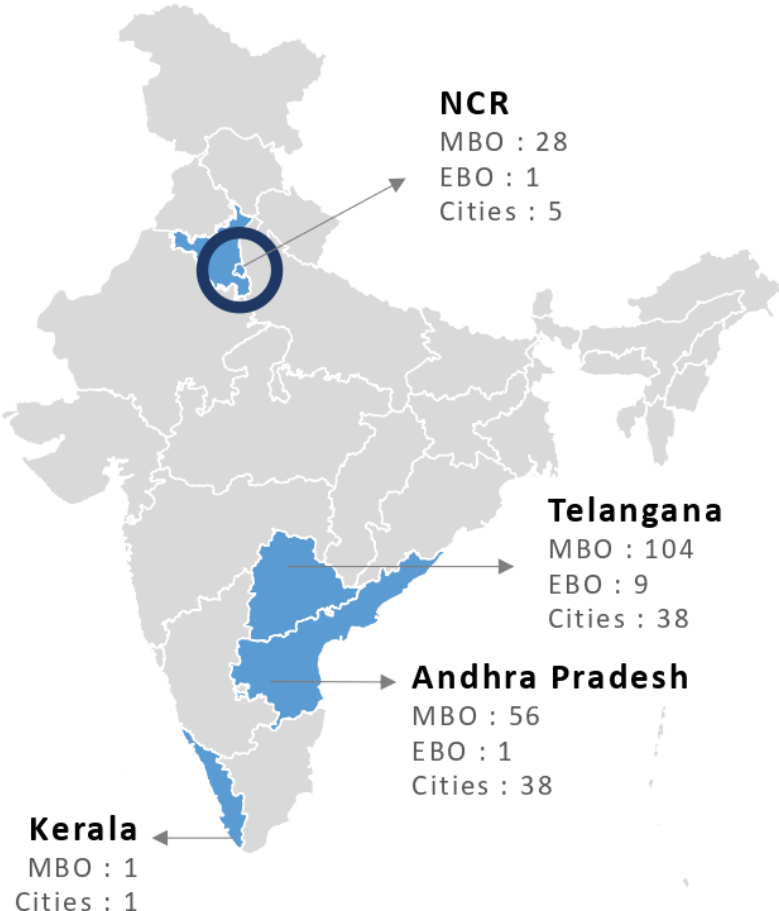 NCR
MBO : 28
EBO : 1
Cities : 5
Telangana
MBO : 104
EBO : 9
Cities : 38
Andhra Pradesh
MBO : 56
EBO : 1
Cities : 38
Kerala
MBO : 1
Cities : 1